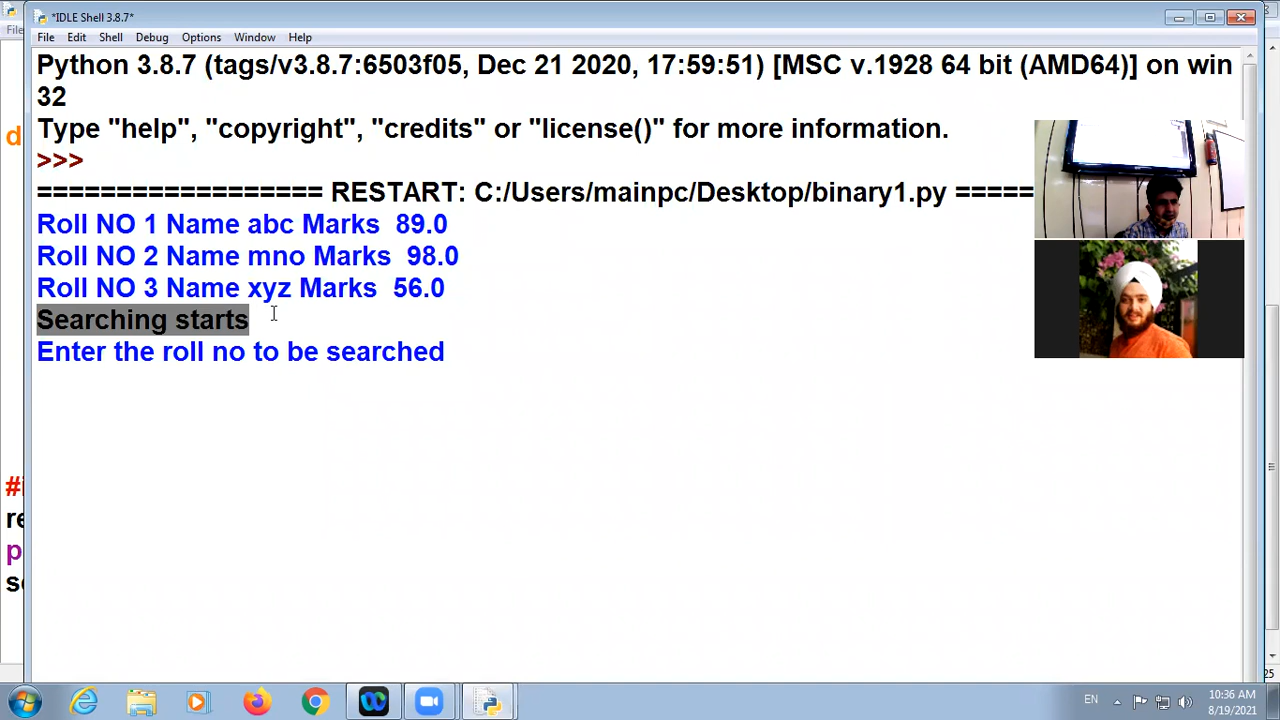 *IDLE Shell 3.8.7*
File Edit Shell Debug Options Window Help
Python 3.8.7 (tags/v3.8.7:6503f05, Dec 21 2020, 17:59:51) [MSC v.1928 64 bit (AMD64)] on win
32
Type "help", "copyright", "credits" or "license()" for more information.
>>>
================== RESTART: C:/Users/mainpc/Desktop/binary1.py =====
Roll NO 1 Name abc Marks  89.0
Roll NO 2 Name mno Marks  98.0
Roll NO 3 Name xyz Marks  56.0
Searching starts
Enter the roll no to be searched
EN
10:36 AM
8/19/2021